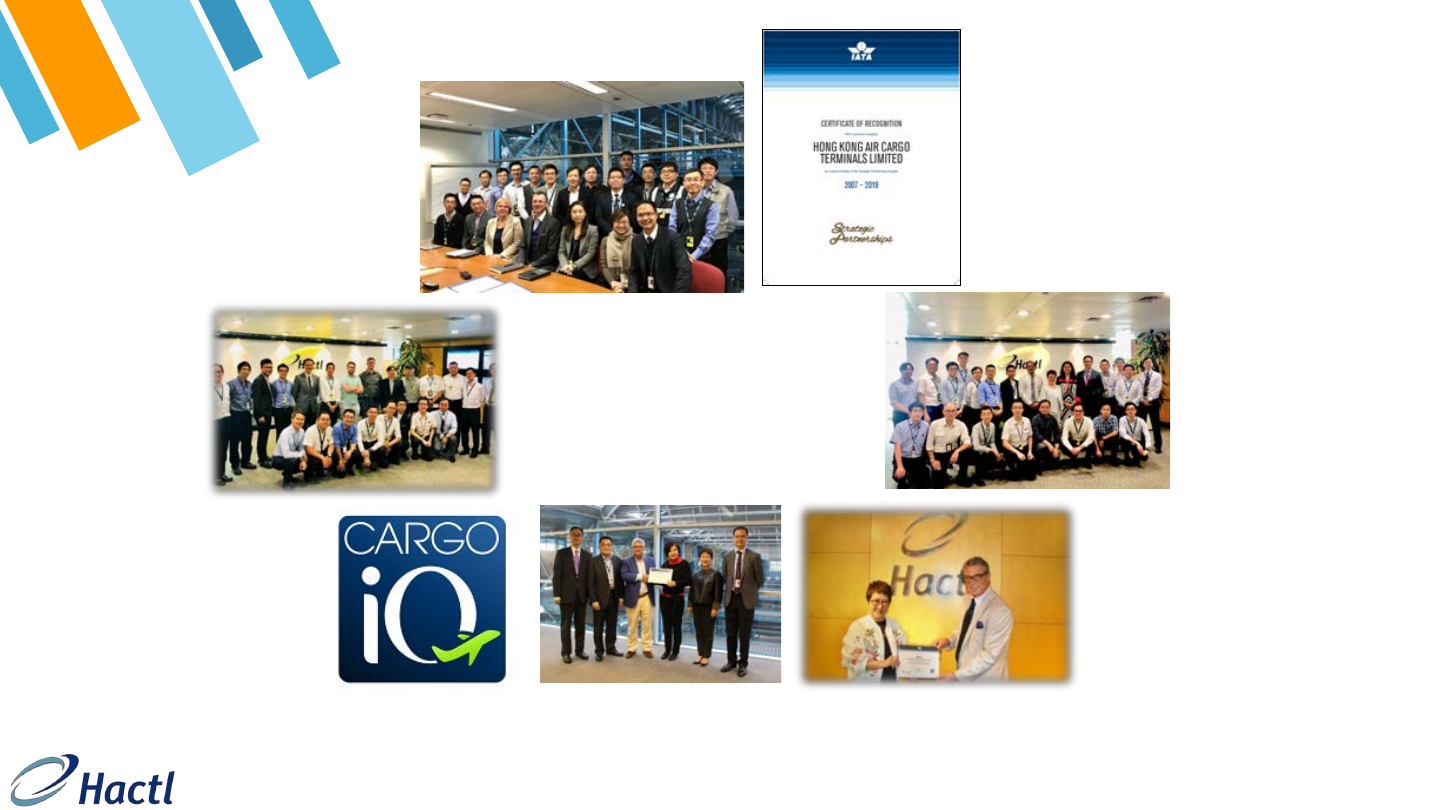 IATA
CERTIFICATE OF RECOGNITION
HONG KONG AIR CARGO
TERMINALS LIMITED
2007 - 2019
Strategic
Partnerships
Hactl
Hactl
CARGO
iQ
Hactl
Hactl